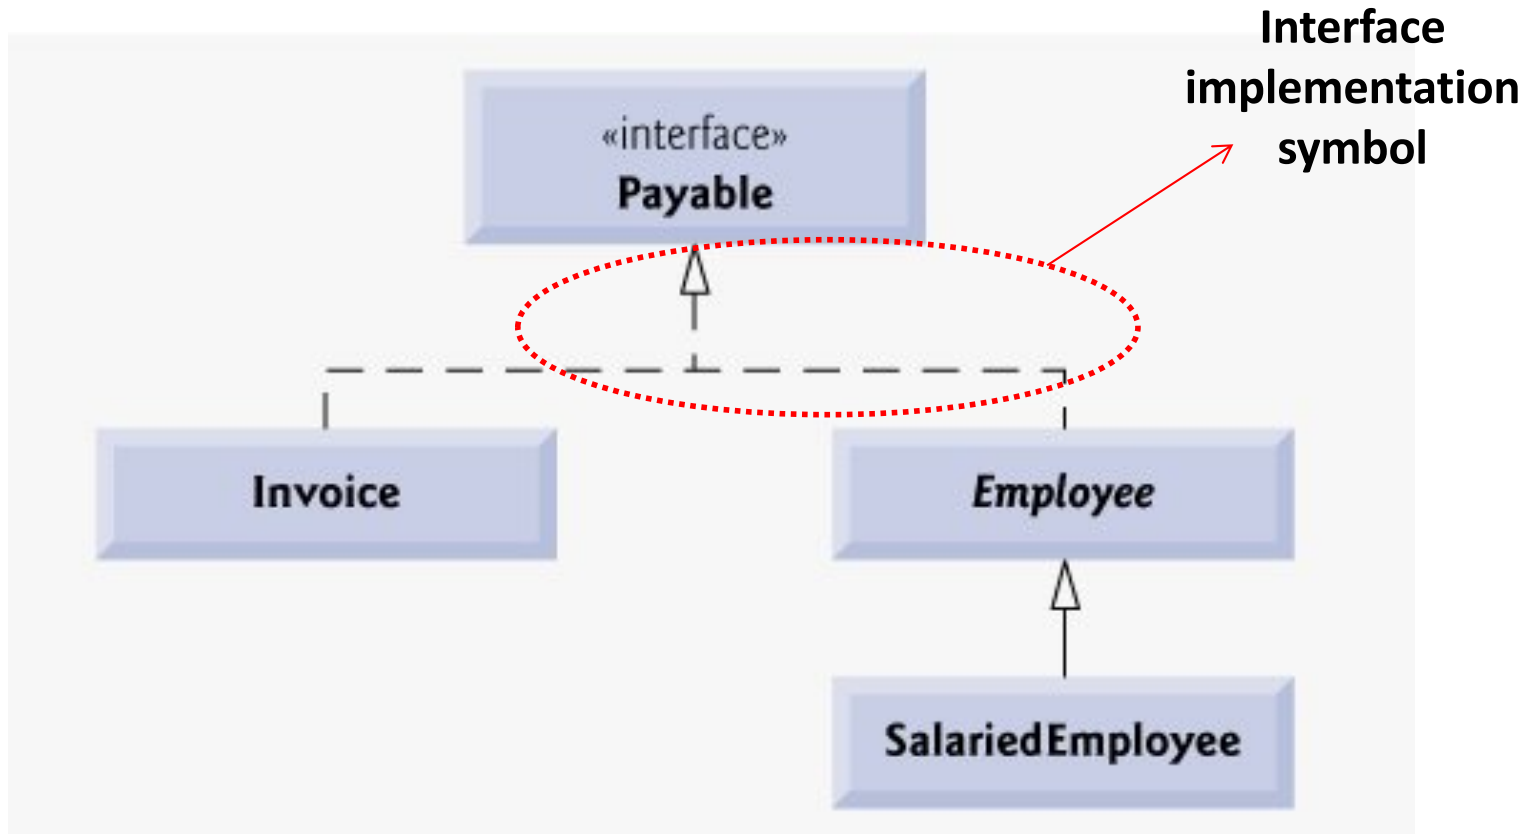 Interface
implementation
symbol
«interface»
Payable
Invoice
Employee
SalariedEmployee